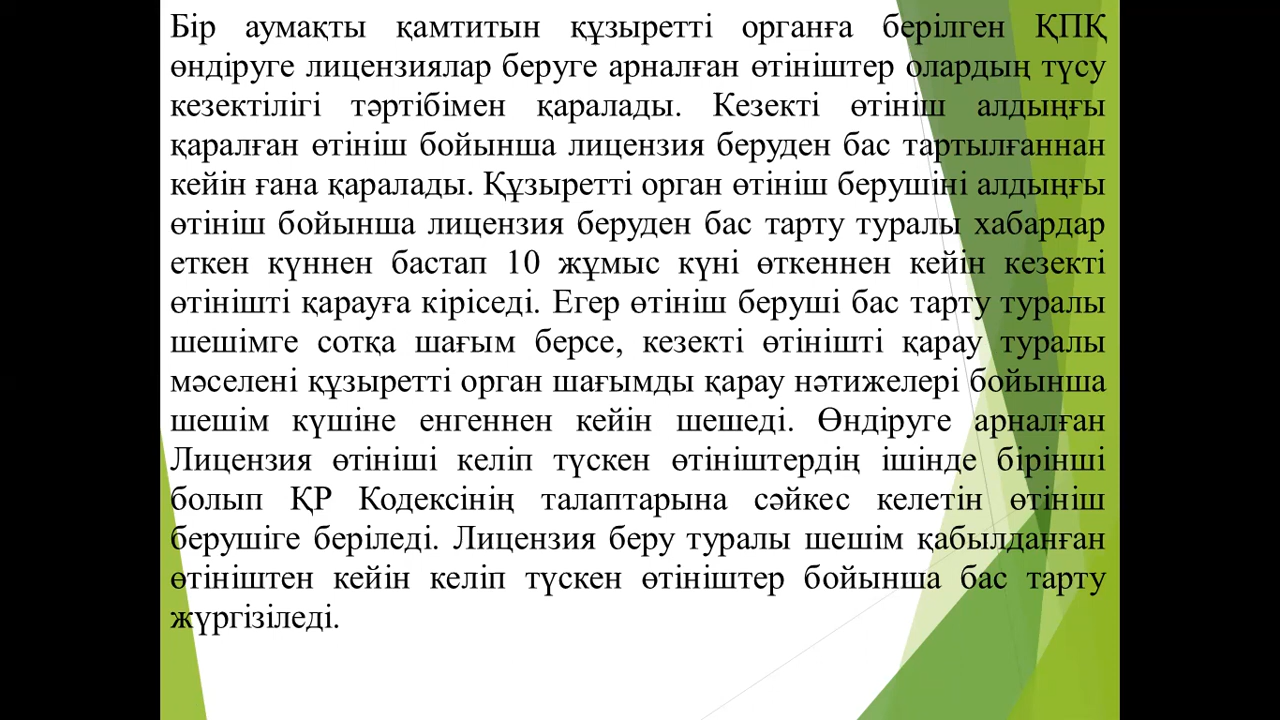 Бір аумақты қамтитын құзыретті органға берілген ҚПҚ
өндіруге лицензиялар беруге арналған өтініштер олардың түсу
кезектілігі тәртібімен қаралады. Кезекті өтініш алдыңғы
қаралған өтініш бойынша лицензия беруден бас тартылғаннан
кейін ғана қаралады. Құзыретті орган өтініш берушіні алдыңғы
өтініш бойынша лицензия беруден бас тарту туралы хабардар
еткен күннен бастап 10 жұмыс күні өткеннен кейін кезекті
өтінішті қарауға кіріседі. Егер өтініш беруші бас тарту туралы
шешімге сотқа шағым берсе, кезекті өтінішті қарау туралы
мәселені құзыретті орган шағымды қарау нәтижелері бойынша
шешім күшіне енгеннен кейін шешеді. Өндіруге арналған
Лицензия өтініші келіп түскен өтініштердің ішінде бірінші
болып ҚР Кодексінің талаптарына сәйкес келетін өтініш
берушіге беріледі. Лицензия беру туралы шешім қабылданған
өтініштен кейін келіп түскен өтініштер бойынша бас тарту
жүргізіледі.